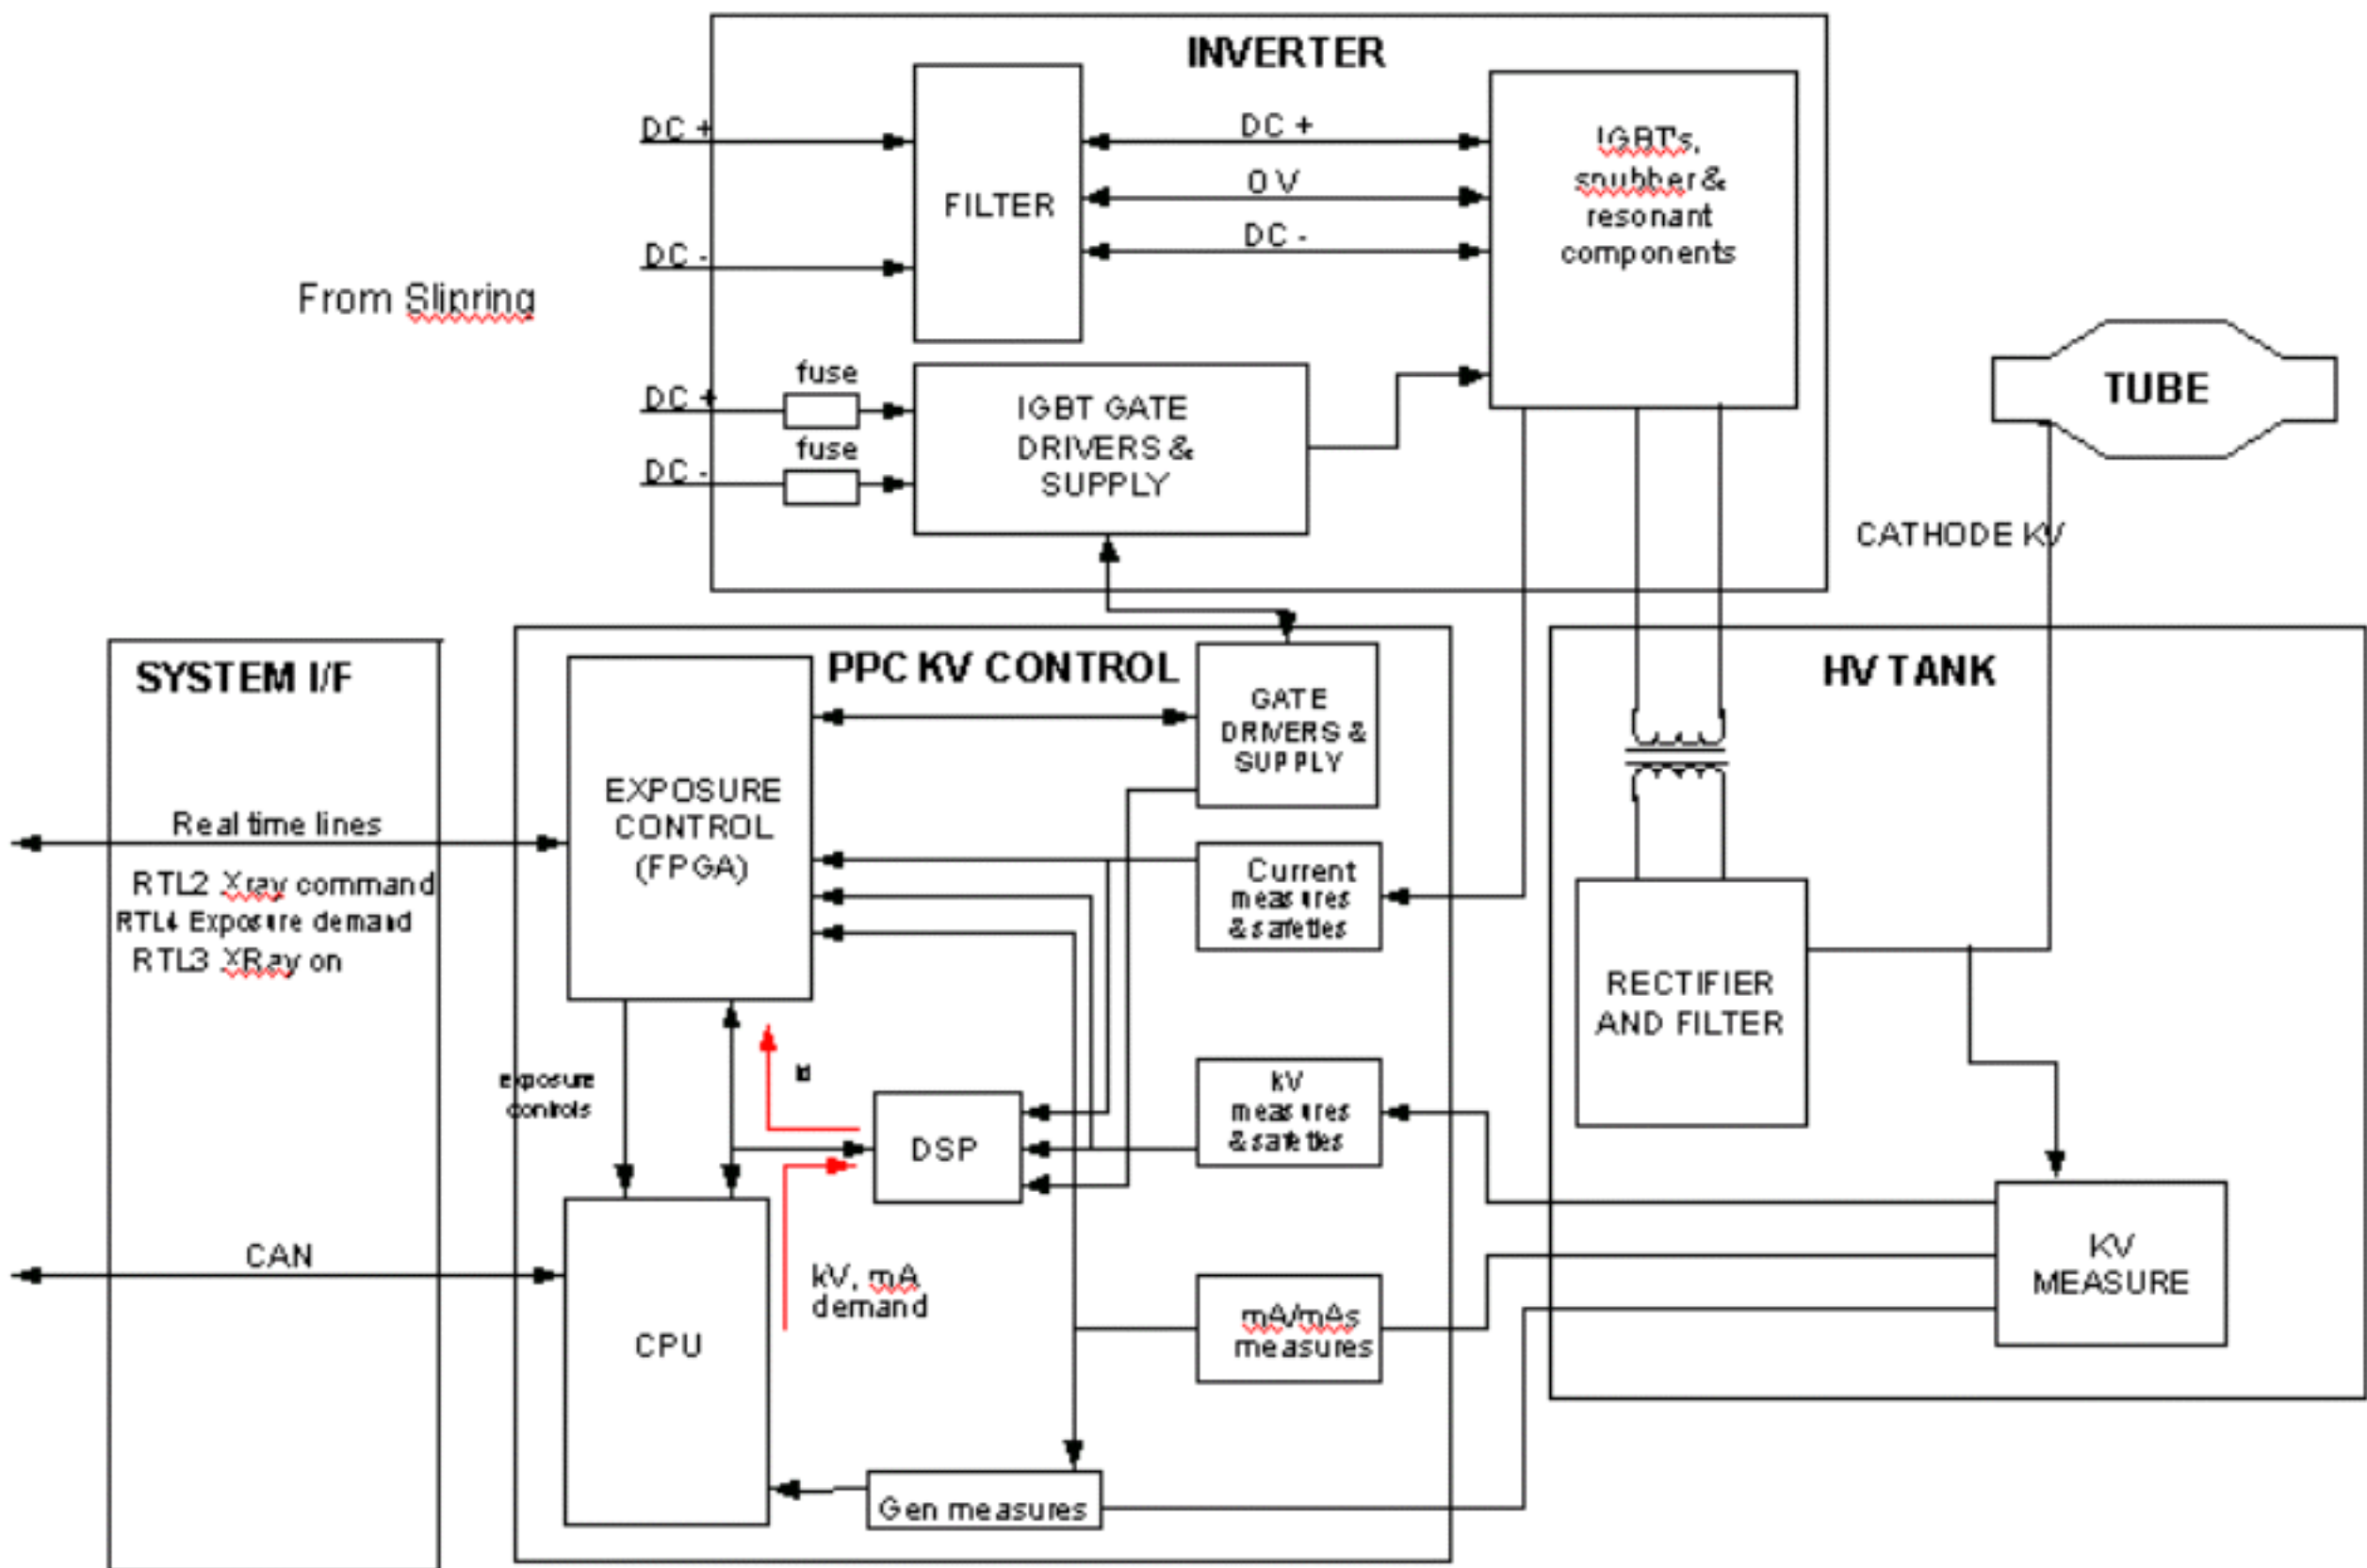 INVERTER
DC +
FILTER
DC +
0 V
DC -
IGBT's,
snubber &
resonant
components
DC -
From Slipring
TUBE
fuse
DC +
fuse
DC -
IGBT GATE
DRIVERS &
SUPPLY
CATHODE KV
SYSTEM I/F
PPC KV CONTROL
HV TANK
GATE
DRIVERS &
SUPPLY
EXPOSURE
CONTROL
(FPGA)
Real time lines
RTL2 Xray command
RTL4 Exposure demand
RTL3 XRay on
Current
measures
& safeties
RECTIFIER
AND FILTER
exposure
controls
Id
kV
measures
& safeties
DSP
CAN
kV, mA
demand
CPU
mA/mAs
measures
KV
MEASURE
Gen measures